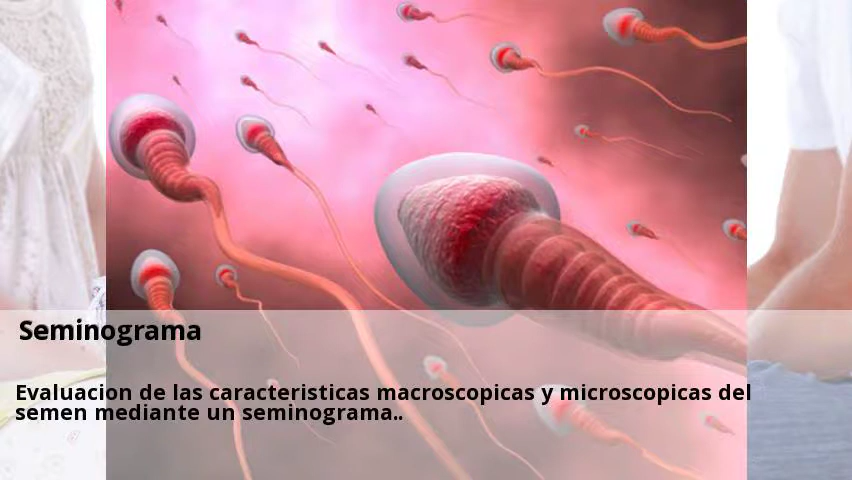 Seminograma
Evaluacion de las caracteristicas macroscopicas y microscopicas del
semen mediante un seminograma..